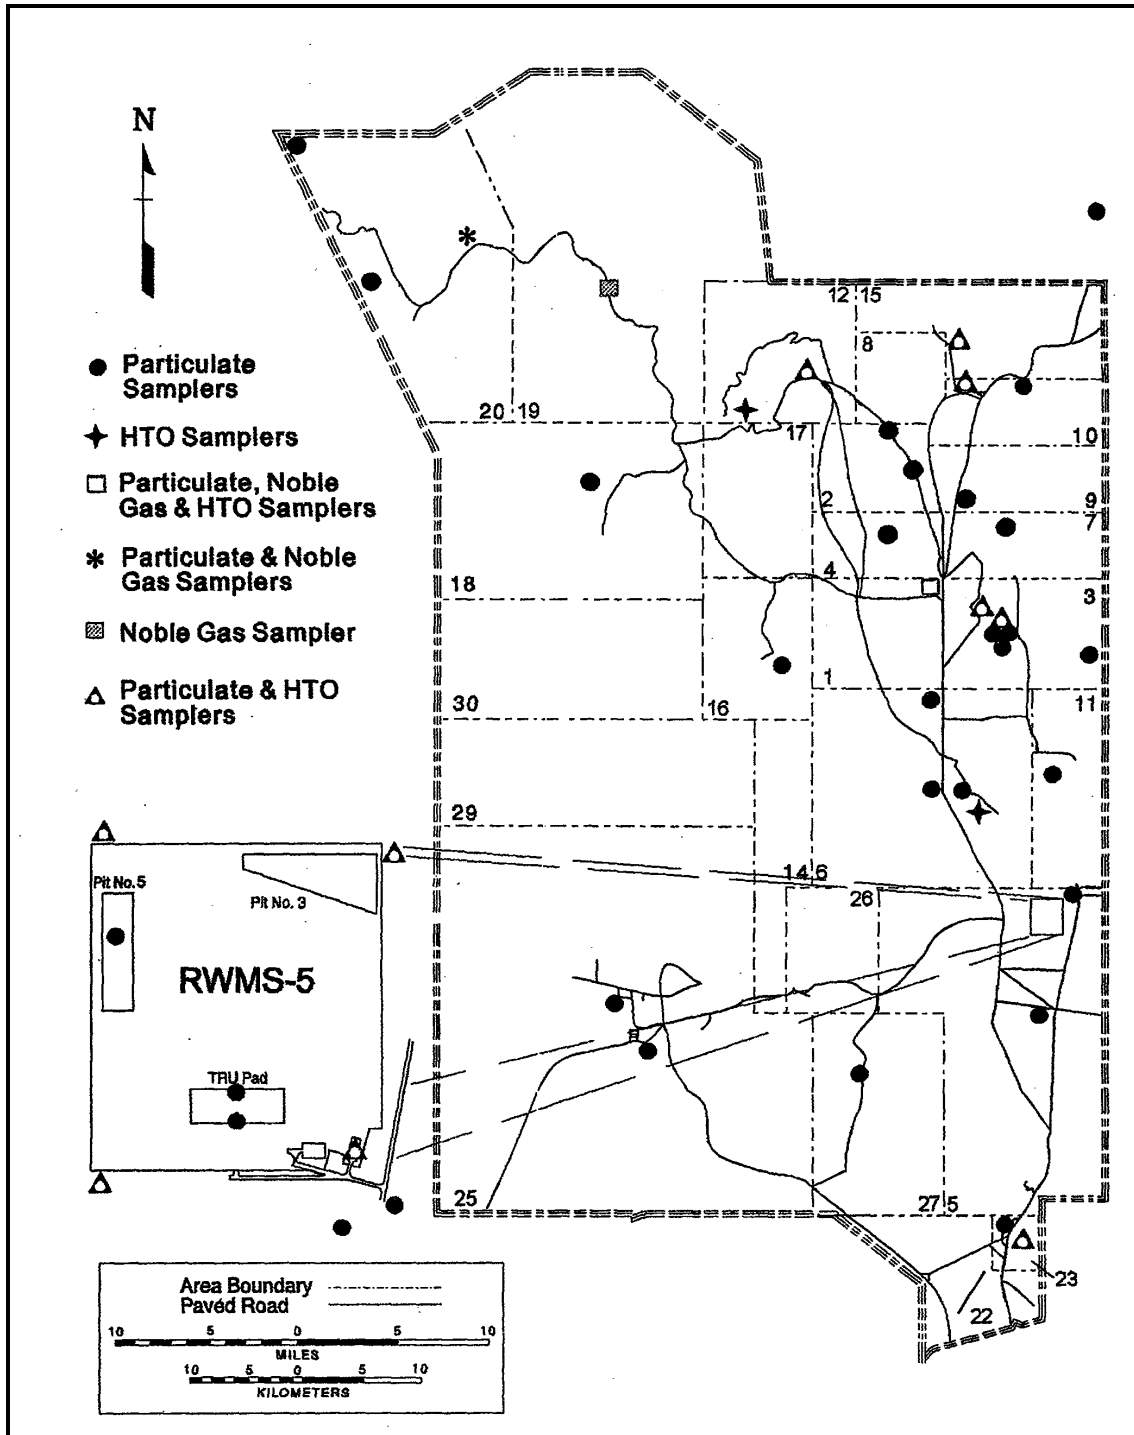 N
Particulate
Samplers
HTO Samplers
Particulate, Noble
Gas & HTO Samplers
Particulate & Noble
Gas Samplers
Noble Gas Sampler
Particulate & HTO
Samplers
12 15
8
20 19
17
10
2
9
7
4
18
3
1
11
30
16
29
14 6
26
Pit No. 5
Pit No. 3
RWMS-5
TRU Pad
25
27 5
23
22
Area Boundary
Paved Road
10 5 0 5 10
MILES
10 5 0 5 10
KILOMETERS